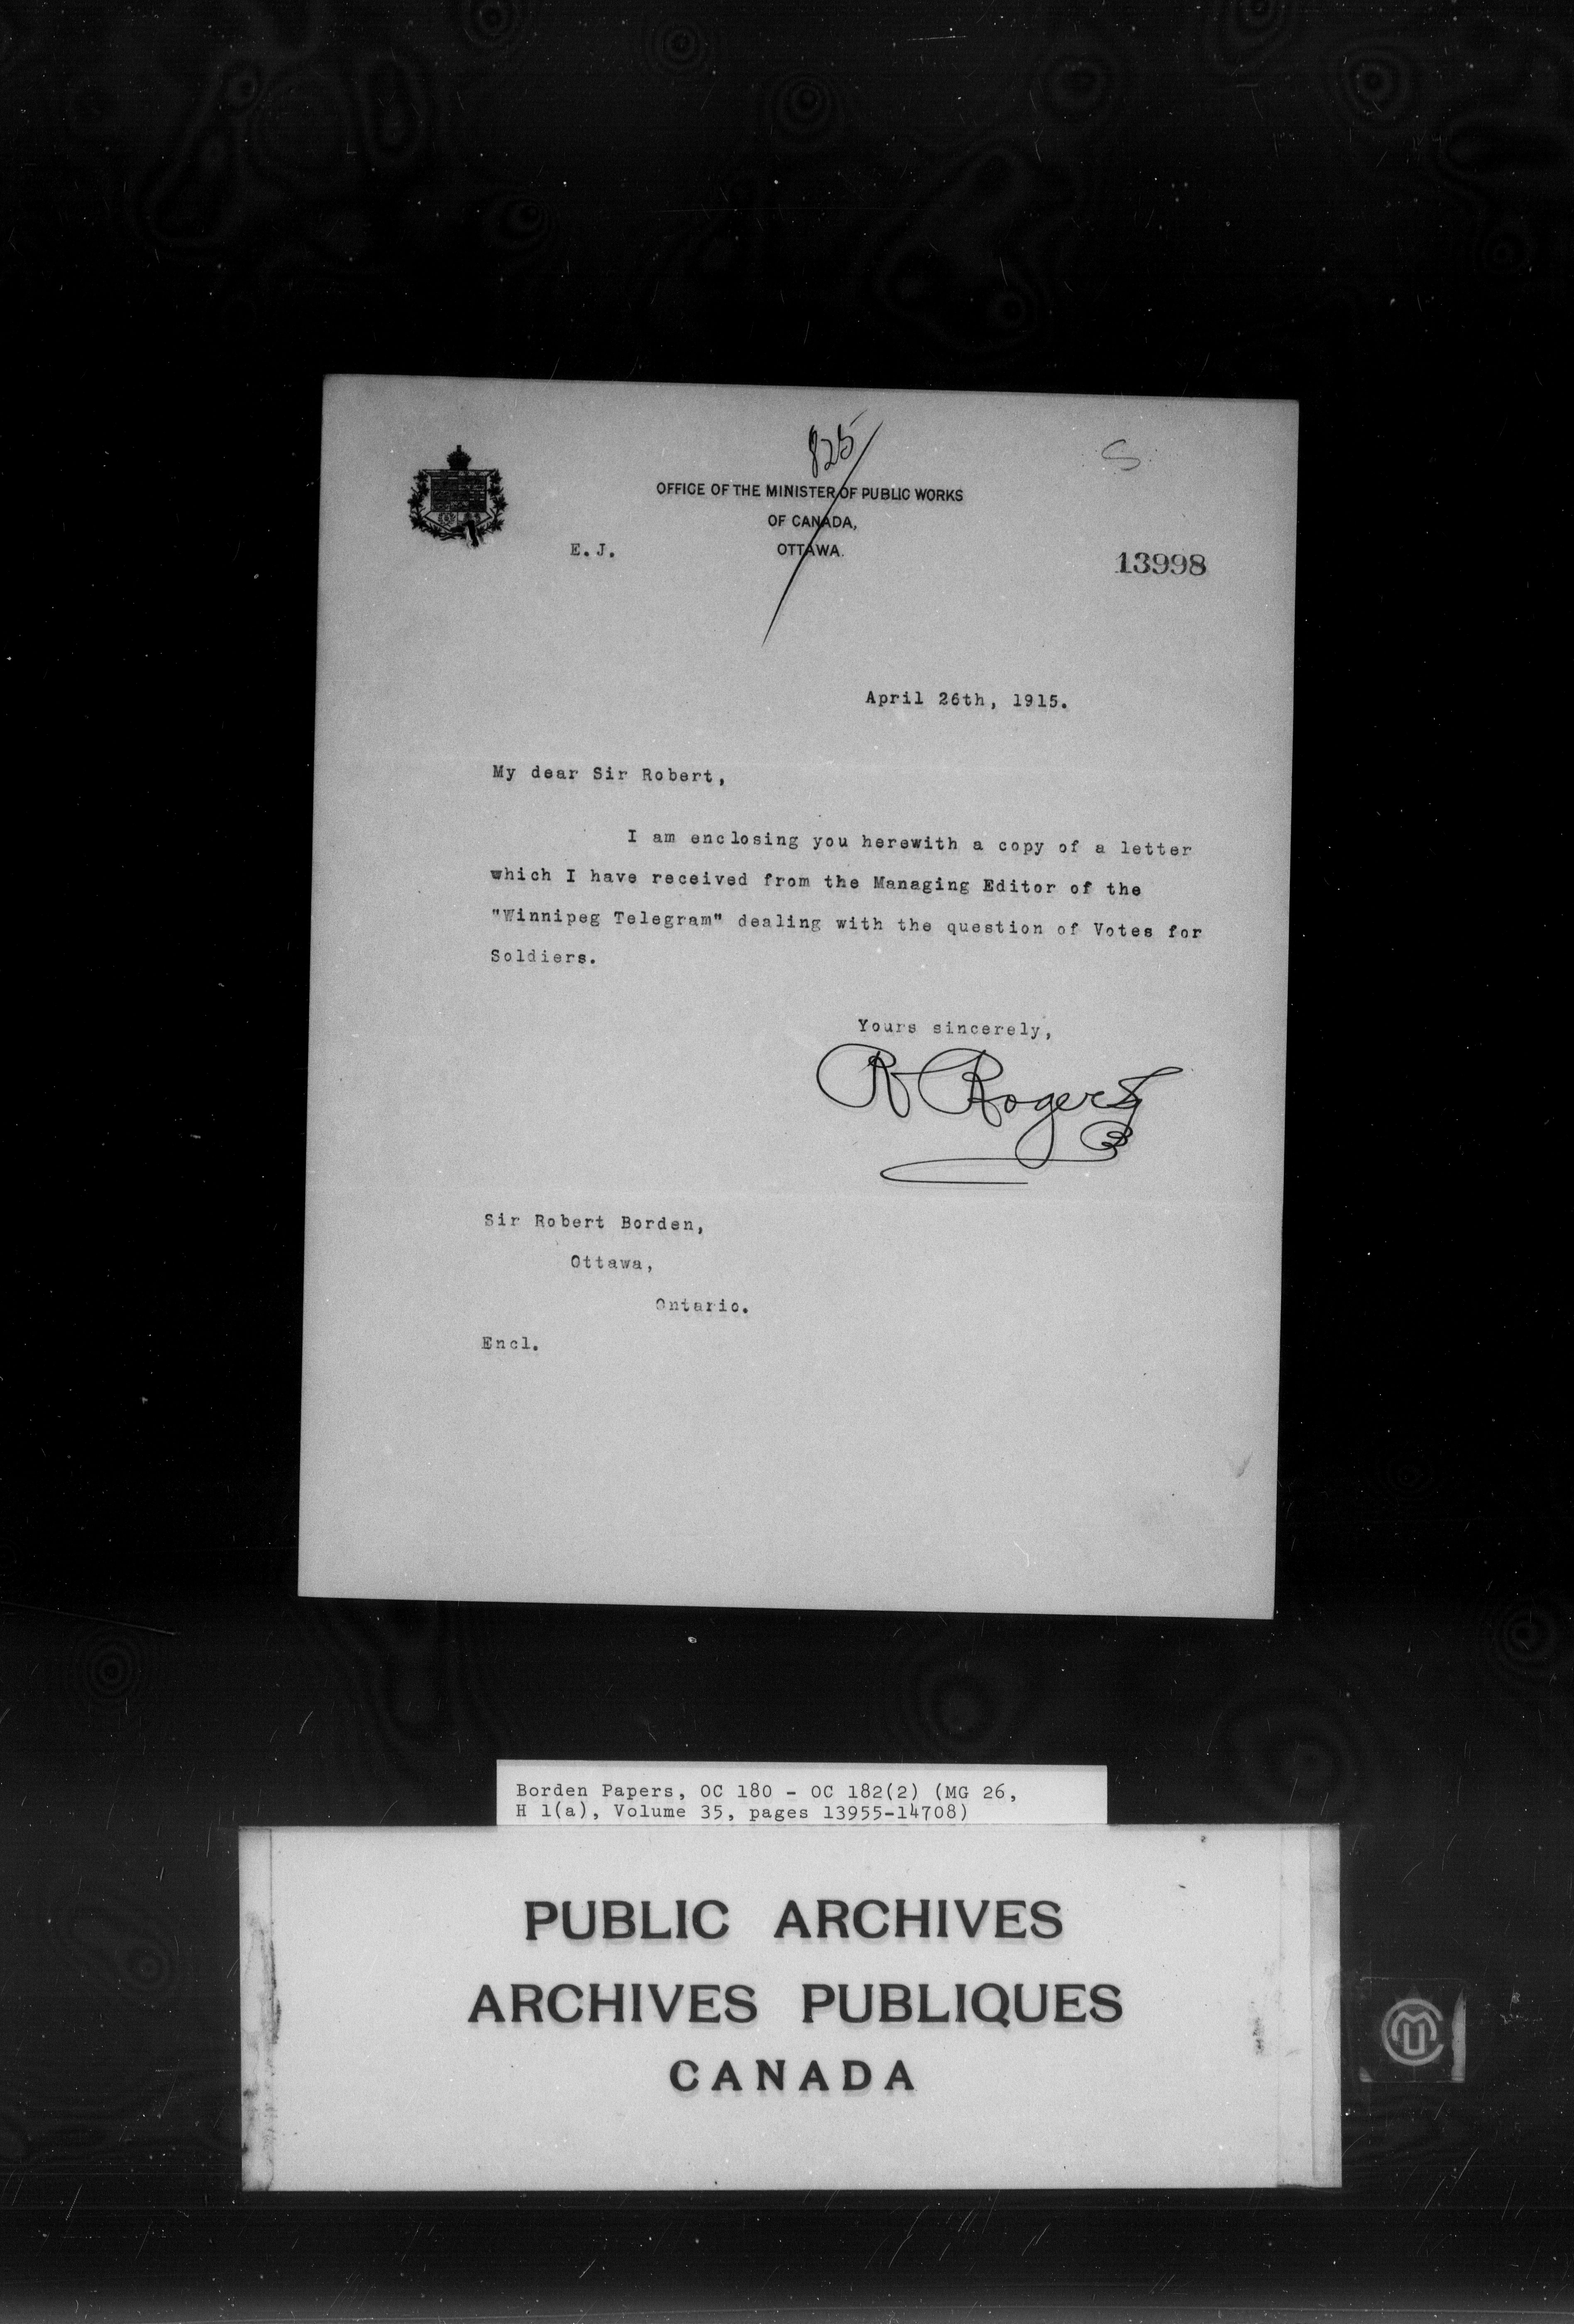 825
S
OFFICE OF THE MINISTER OF PUBLIC WORKS
OF CANADA,
E.J.
OTTAWA.
13998
April 26th, 1915.
My dear Sir Robert,
I am enclosing you herewith a copy of a letter
which I have received from the Managing Editor of the
"Winnipeg Telegram" dealing with the question of Votes for
Soldiers.
Yours sincerely,
R Rogers
Sir Robert Borden,
Ottawa,
Ontario.
Encl.
Borden Papers, OC 180 - OC 182(2) (MG 26,
H 1(a), Volume 35, pages 13955-14708)
PUBLIC ARCHIVES
ARCHIVES PUBLIQUES
CANADA